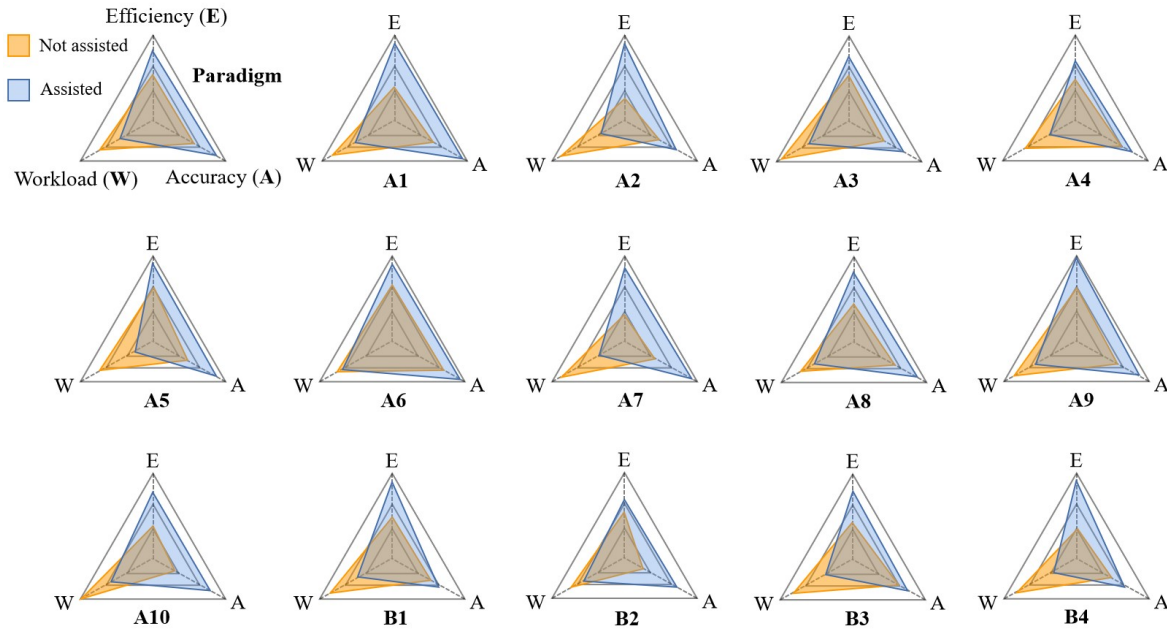 Efficiency (E)
Not assisted
Assisted
Paradigm
Workload (W)
Accuracy (A)
E
W
A
A1
E
W
A
A2
E
W
A
A3
E
W
A
A4
E
W
A
A5
E
W
A
A6
E
W
A
A7
E
W
A
A8
E
W
A
A9
E
W
A
A10
E
W
A
B1
E
W
A
B2
E
W
A
B3
E
W
A
B4